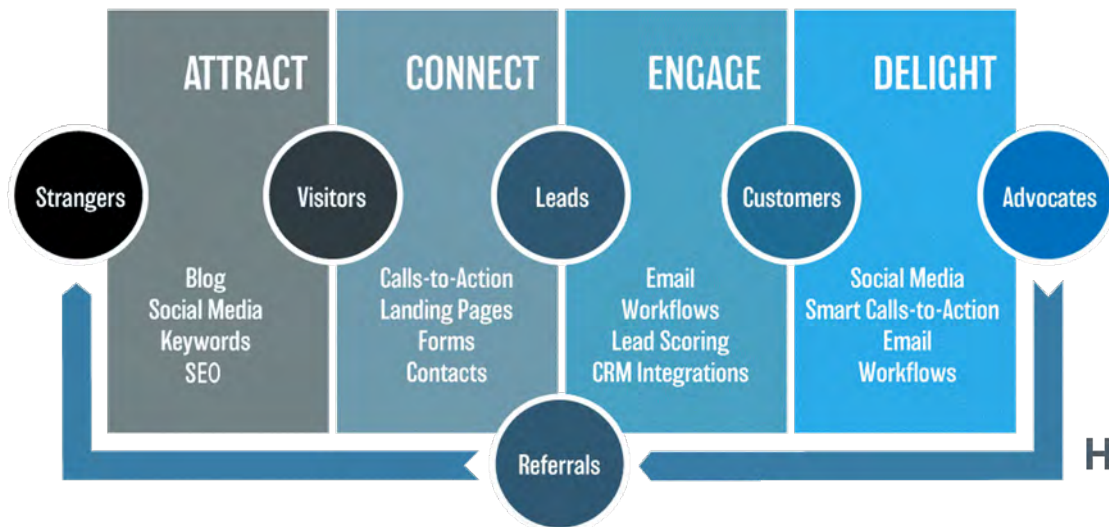 ATTRACT
CONNECT
ENGAGE
DELIGHT
Strangers
Visitors
Leads
Customers
Advocates
Blog
Social Media
Keywords
SEO
Calls-to-Action
Landing Pages
Forms
Contacts
Email
Workflows
Lead Scoring
CRM Integrations
Social Media
Smart Calls-to-Action
Email
Workflows
Referrals
H